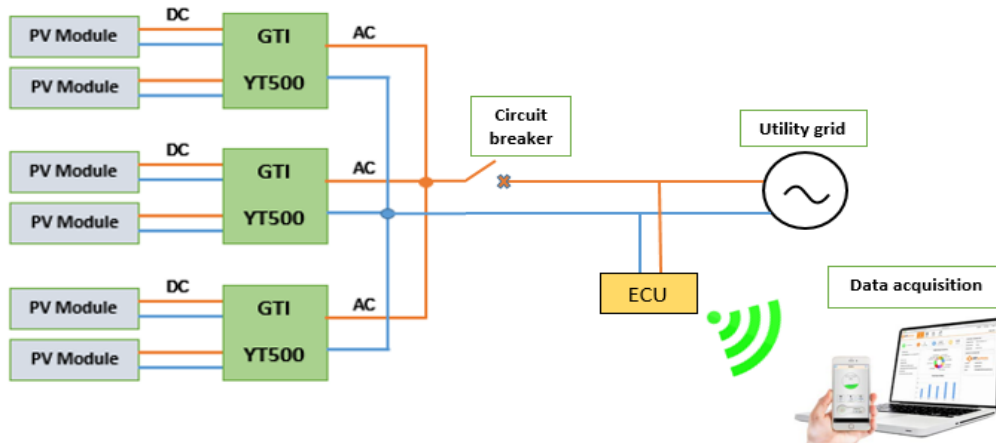 DC
PV Module
GTI
AC
PV Module
YT500
Circuit
breaker
Utility grid
DC
PV Module
GTI
AC
PV Module
YT500
DC
PV Module
GTI
AC
PV Module
YT500
ECU
Data acquisition